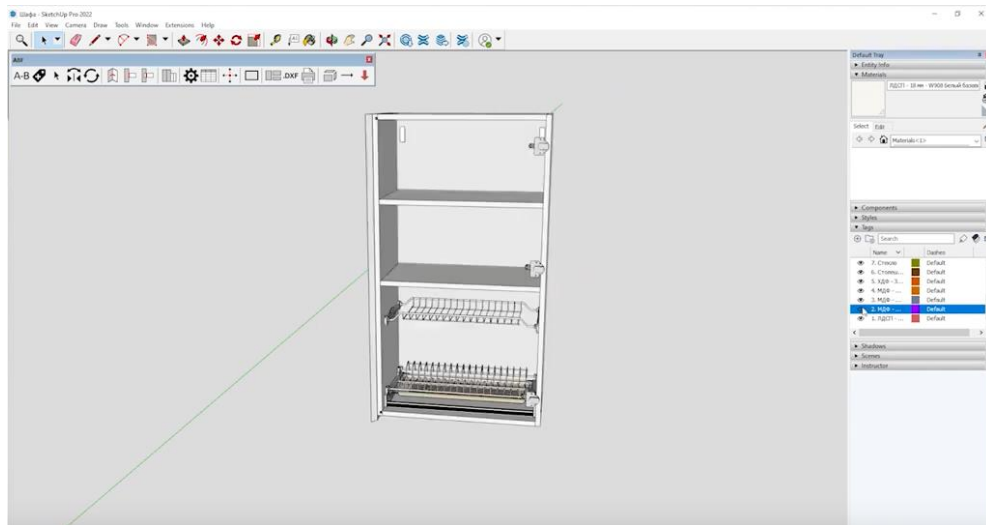 Шафа - SketchUp Pro 2022
File Edit View Camera Draw Tools Window Extensions Help
ABF
A-B
.DXF
Default Tray
Entity Info
Materials
ЛДСП - 18 мм - W908 Белый базов
Select Edit
Materials<1>
Components
Styles
Tags
Search
Name Dashes
7. Стекло Default
6. Столеш... Default
5. ХДФ - 3... Default
4. МДФ - ... Default
3. МДФ - ... Default
2. МДФ - ... Default
1. ЛДСП - ... Default
Shadows
Scenes
Instructor